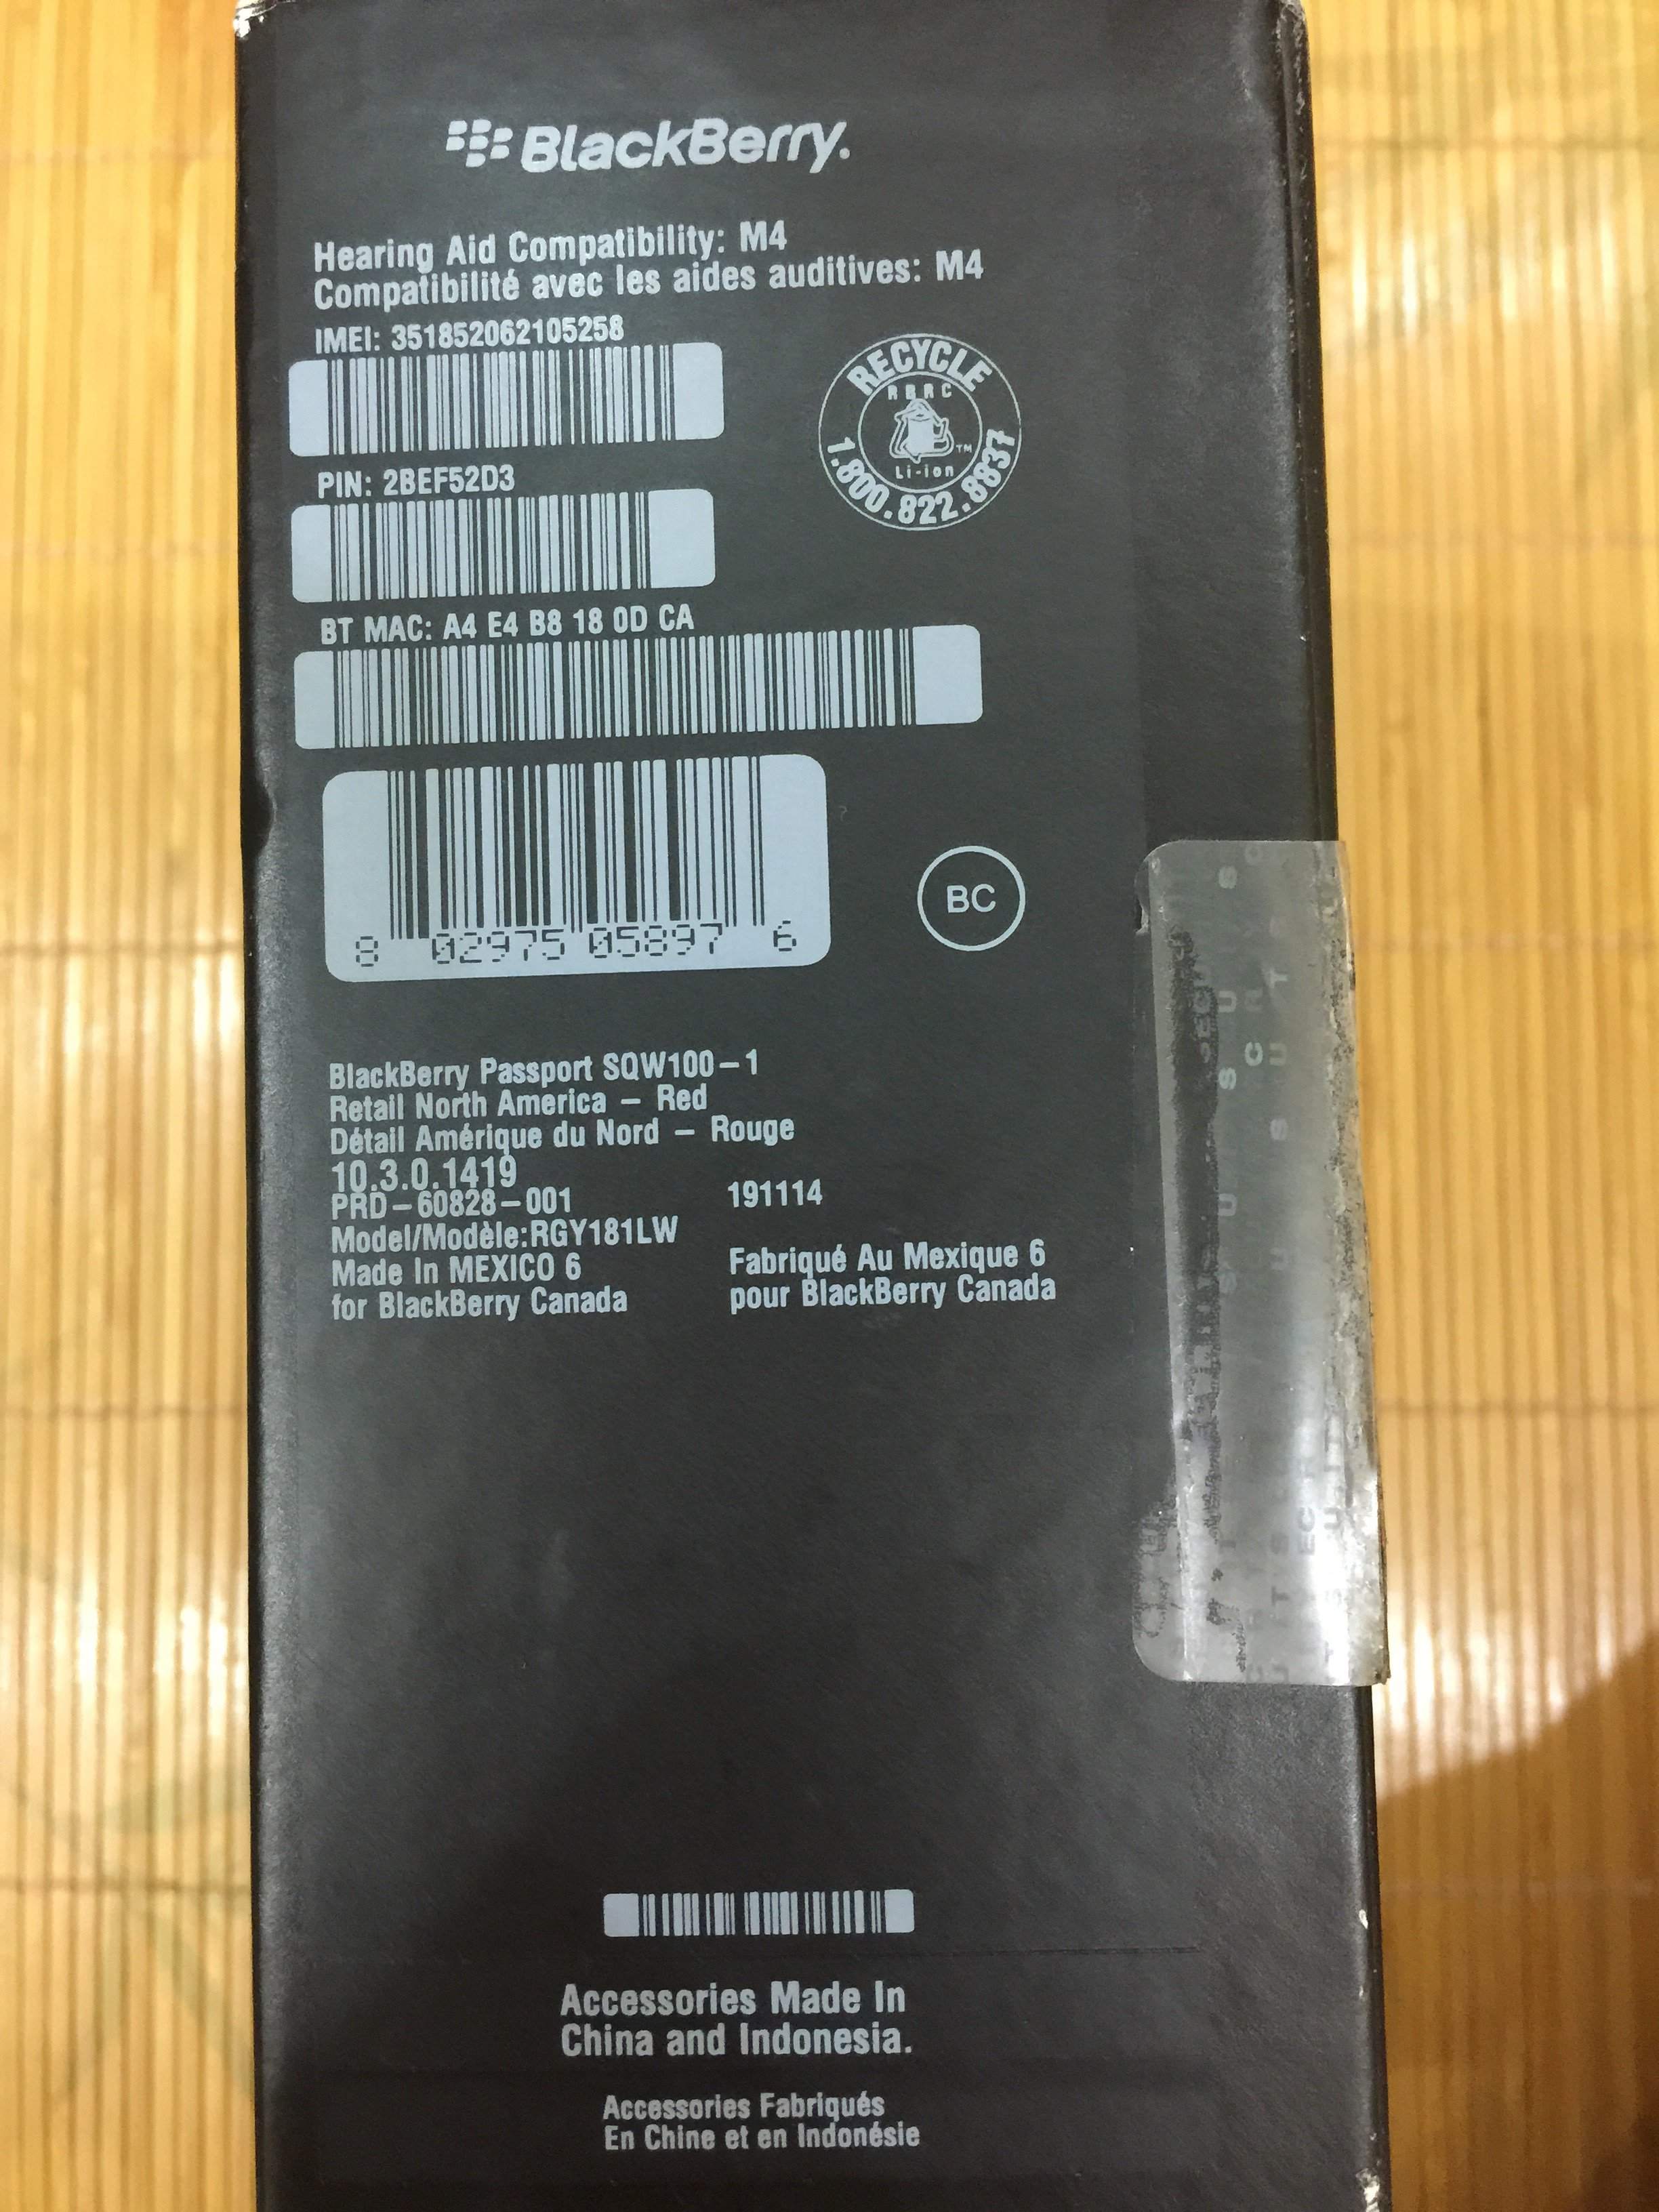 BlackBerry.
Hearing Aid Compatibility: M4
Compatibilité avec les aides auditives: M4
IMEI: 351852062105258
RECYCLE
RBRC
TM
Li-ion
1.800.822.8837
PIN: 2BEF52D3
BT MAC: A4 E4 B8 18 0D CA
8 02975 05897 6
BC
BlackBerry Passport SQW100-1
Retail North America - Red
Détail Amérique du Nord - Rouge
10.3.0.1419
PRD-60828-001 191114
Model/Modèle:RGY181LW
Made In MEXICO 6 Fabriqué Au Mexique 6
for BlackBerry Canada pour BlackBerry Canada
Accessories Made In
China and Indonesia.
Accessories Fabriqués
En Chine et en Indonésie